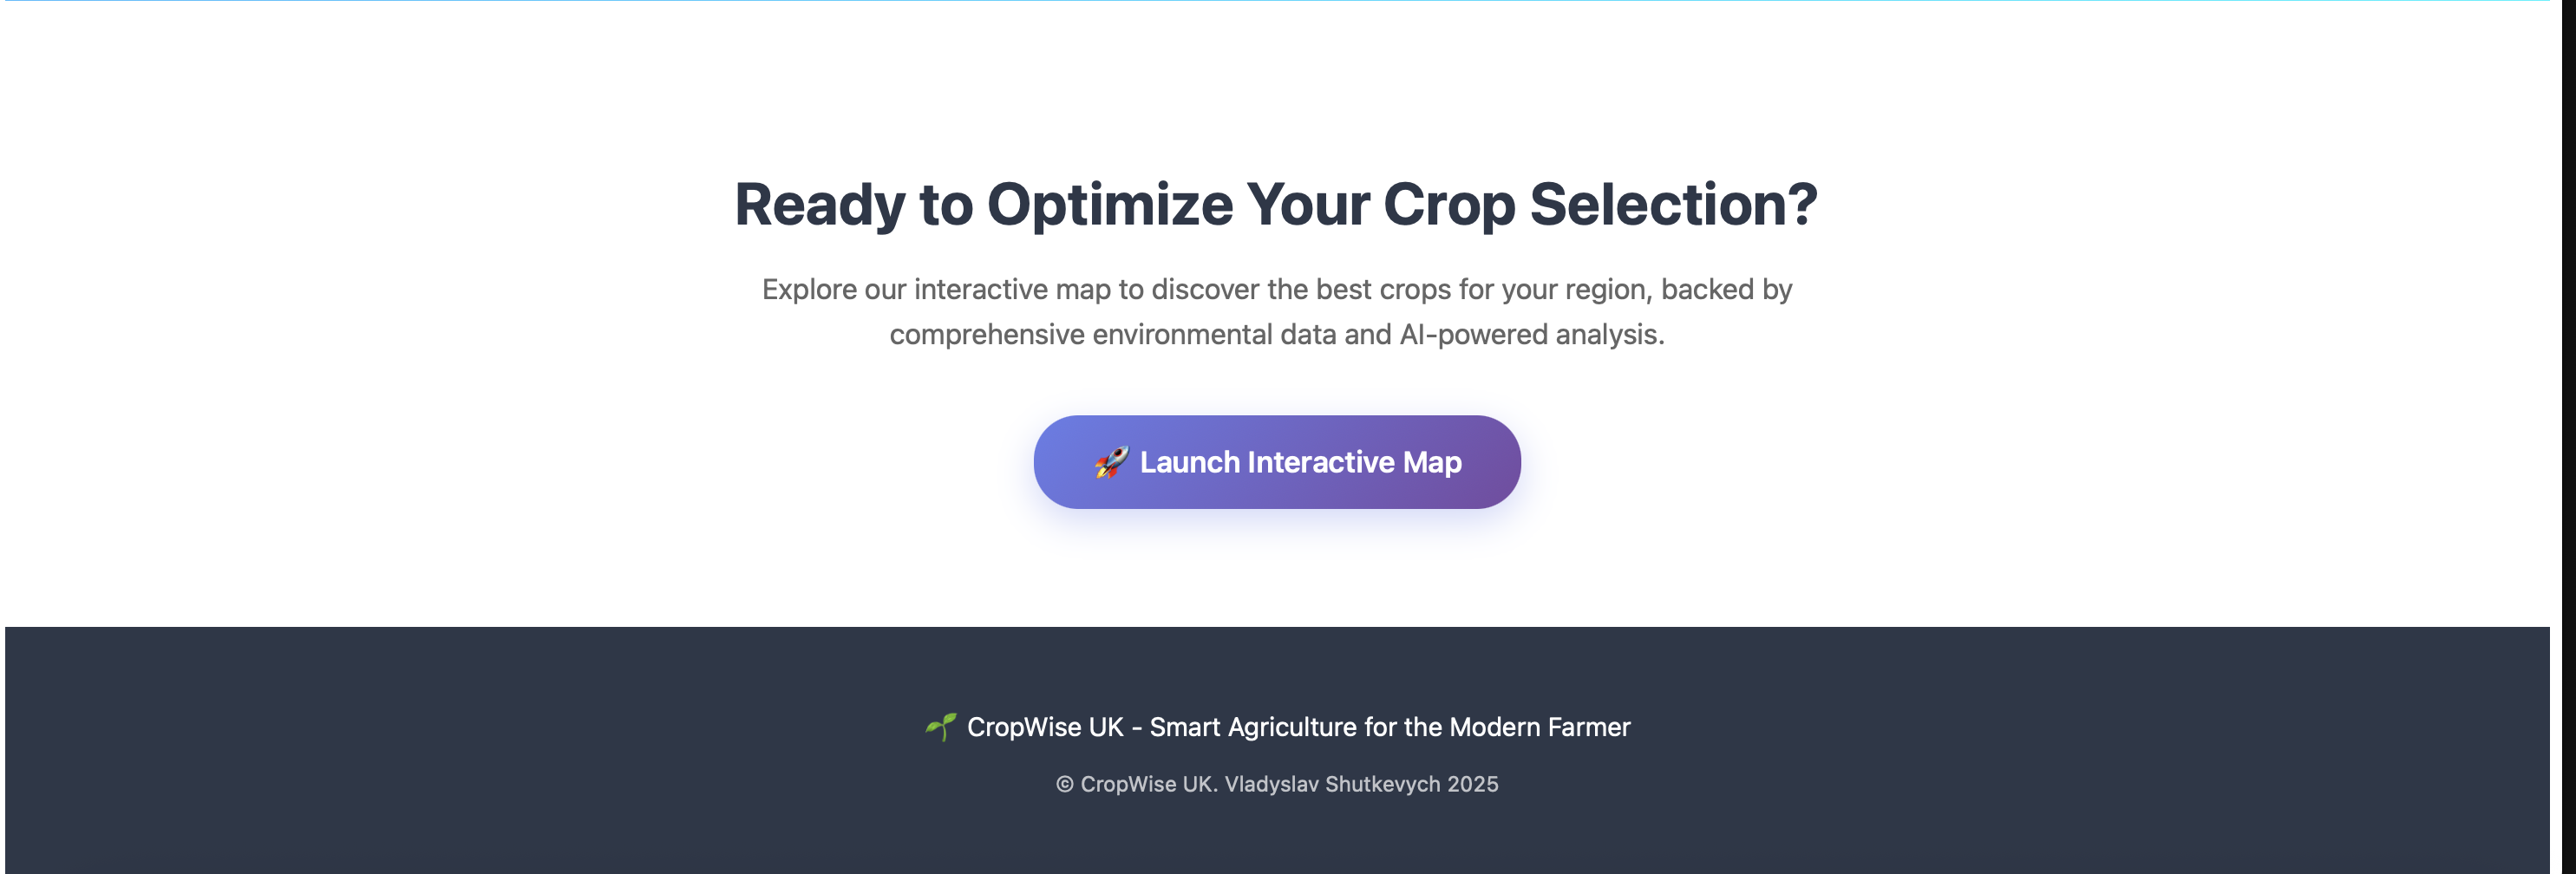 Ready to Optimize Your Crop Selection?
Explore our interactive map to discover the best crops for your region, backed by
comprehensive environmental data and AI-powered analysis.
🚀 Launch Interactive Map
🌱 CropWise UK - Smart Agriculture for the Modern Farmer
© CropWise UK. Vladyslav Shutkevych 2025